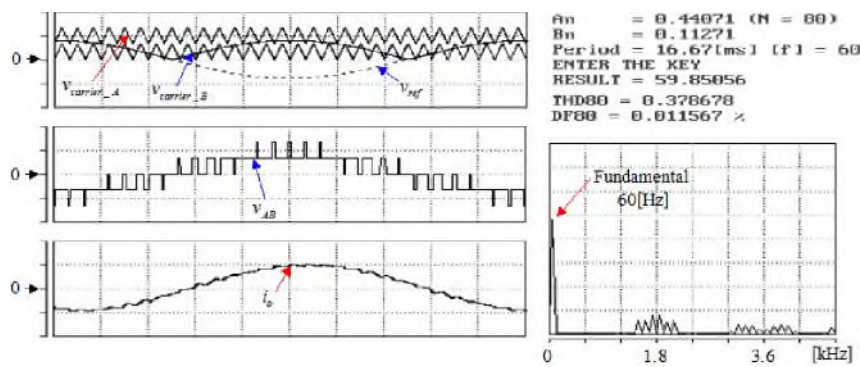 0
v_carrier_A
v_carrier_B
v_ref
0
v_AB
0
i_o
An = 0.44071 (N = 80)
Bn = 0.11271
Period = 16.67[ms] [f] = 60
ENTER THE KEY
RESULT = 59.85056
THD80 = 0.378678
DF80 = 0.011567 %
Fundamental
60[Hz]
0 1.8 3.6 [kHz]